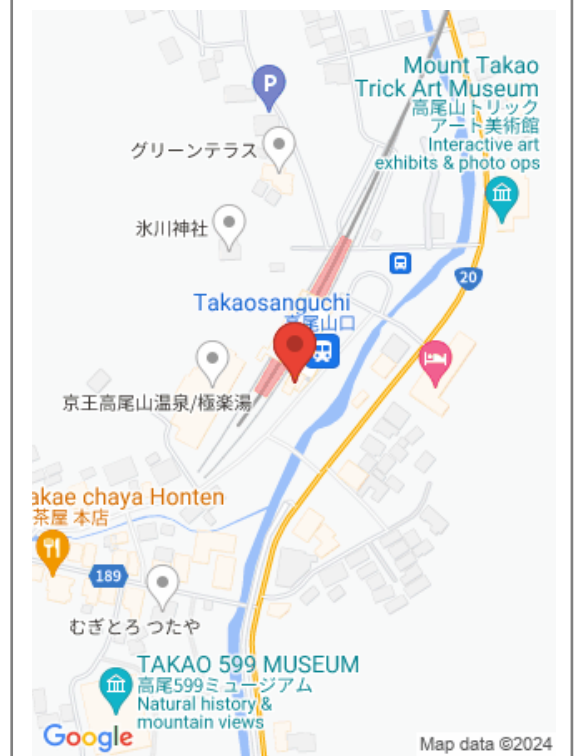 Mount Takao
Trick Art Museum
高尾山トリック
アート美術館
Interactive art
exhibits & photo ops
P
グリーンテラス
氷川神社
20
Takaosanguchi
高尾山口
京王高尾山温泉/極楽湯
akae chaya Honten
茶屋 本店
189
むぎとろ つたや
TAKAO 599 MUSEUM
高尾599ミュージアム
Natural history &
mountain views
Google
Map data ©2024